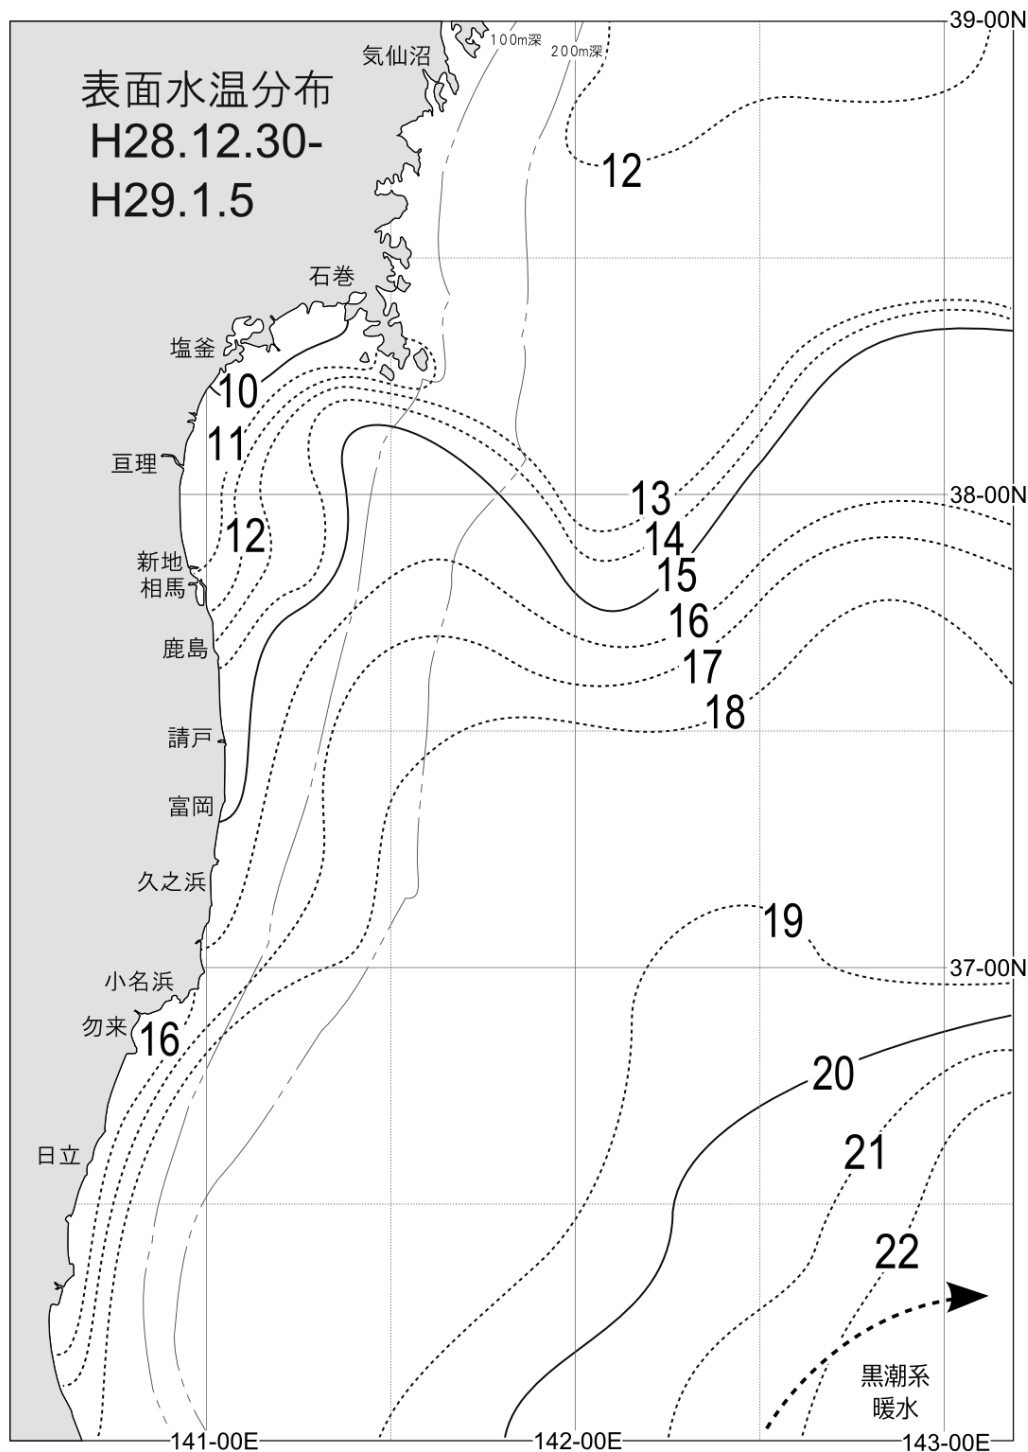 39-00N
100m深
200m深
気仙沼
表面水温分布
H28.12.30-
H29.1.5
12
石巻
塩釜
10
11
亘理
13
38-00N
12
14
新地
15
相馬
16
鹿島
17
18
請戸
富岡
久之浜
19
37-00N
小名浜
勿来
16
20
日立
21
22
黒潮系
暖水
141-00E
142-00E
143-00E